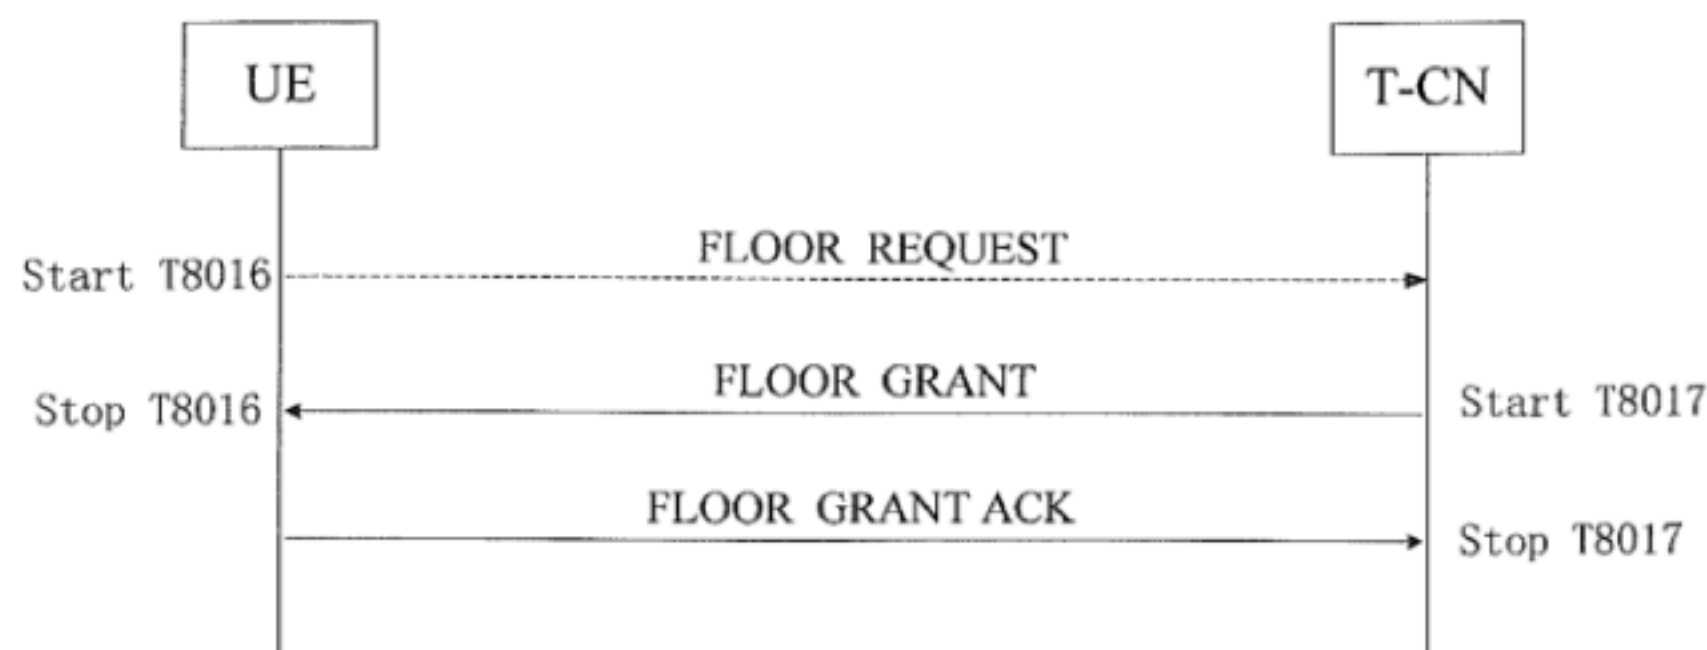 UE
T-CN
FLOOR REQUEST
Start T8016
FLOOR GRANT
Stop T8016
Start T8017
FLOOR GRANT ACK
Stop T8017